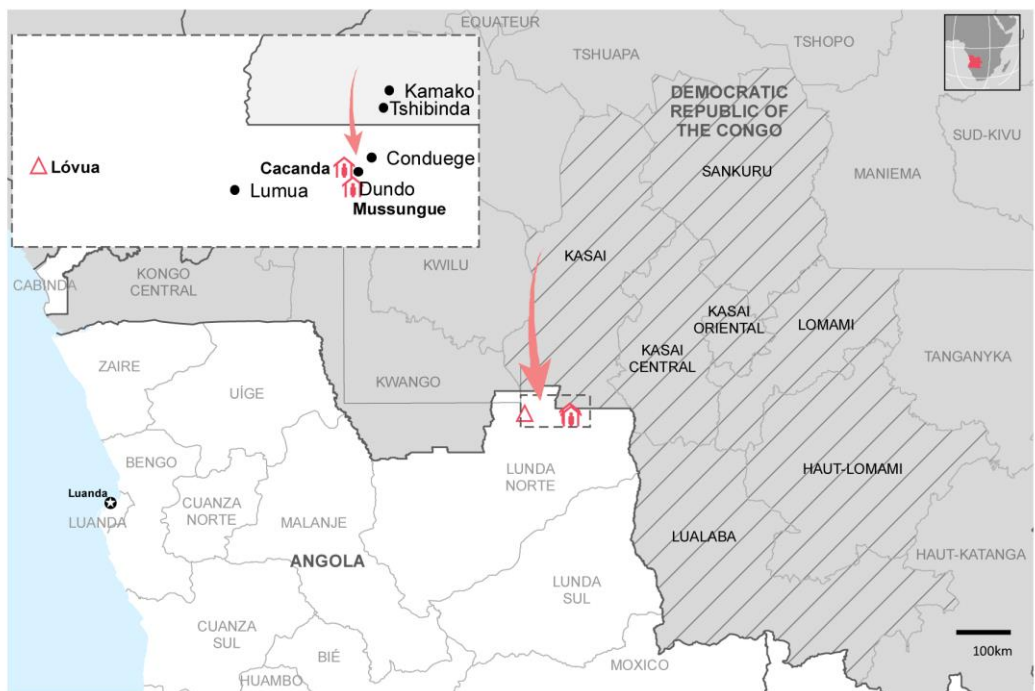 EQUATEUR
TSHUAPA
TSHOPO
DEMOCRATIC
REPUBLIC OF
THE CONGO
SUD-KIVU
SANKURU
MANIEMA
Kamako
Tshibinda
Conduege
Cacanda
Lóvua
Lumua
Dundo
Mussungue
KASAI
KWILU
CABINDA
KONGO
CENTRAL
KASAI
ORIENTAL
LOMAMI
KASAI
CENTRAL
TANGANYKA
KWANGO
ZAIRE
UÍGE
BENGO
LUNDA
NORTE
HAUT-LOMAMI
Luanda
LUANDA
CUANZA
NORTE
MALANJE
LUALABA
ANGOLA
HAUT-KATANGA
LUNDA
SUL
CUANZA
SUL
BIÉ
MOXICO
HUAMBO
100km